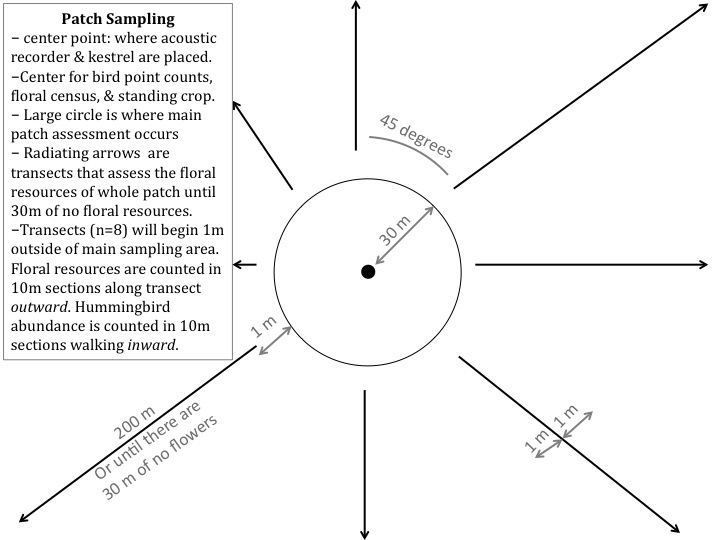 Patch Sampling
− center point: where acoustic
recorder & kestrel are placed.
−Center for bird point counts,
floral census, & standing crop.
− Large circle is where main
patch assessment occurs
− Radiating arrows  are
transects that assess the floral
resources of whole patch until
30m of no floral resources.
−Transects (n=8) will begin 1m
outside of main sampling area.
Floral resources are counted in
10m sections along transect
outward. Hummingbird
abundance is counted in 10m
sections walking inward.
45 degrees
30 m
1 m
200 m
Or until there are
30 m of no flowers
1 m
1 m